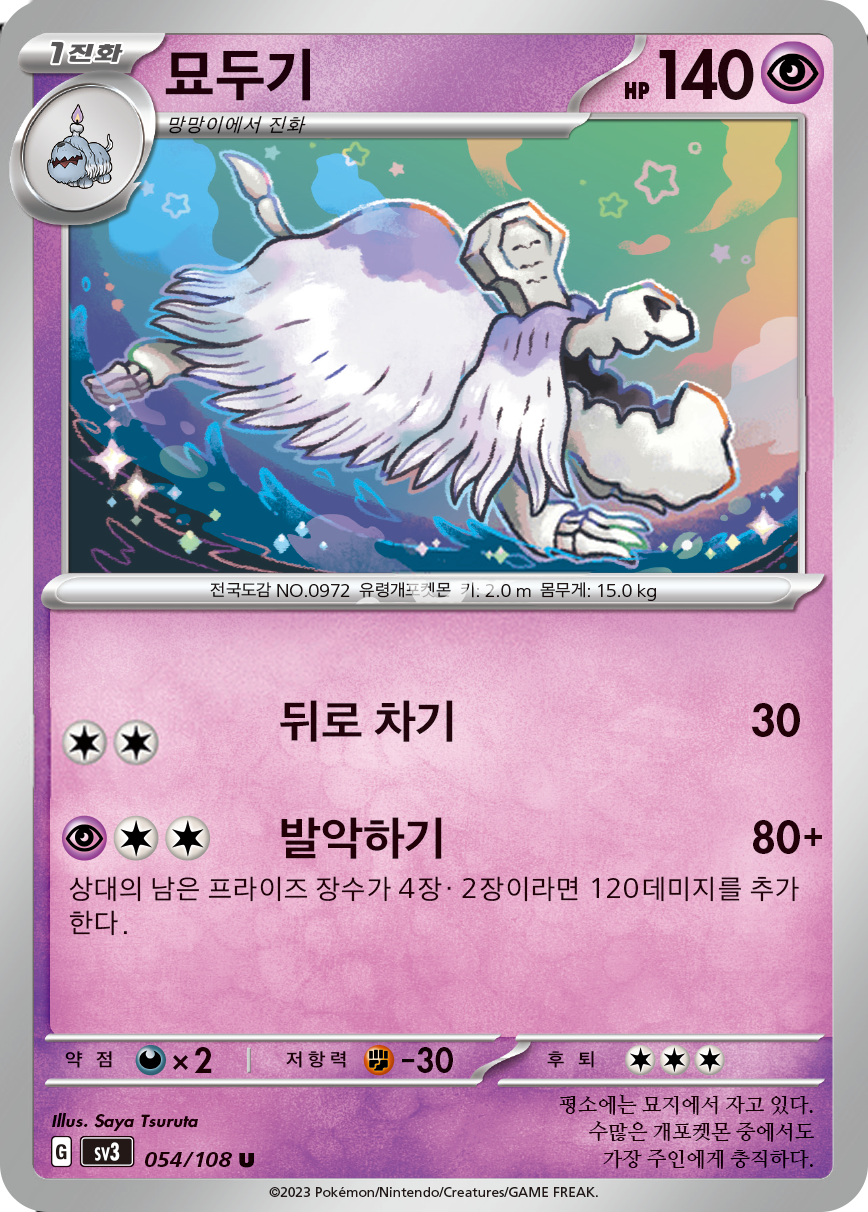 1진화
묘두기
HP 140
망망이에서 진화
전국도감 NO.0972 유령개포켓몬 키: 2.0 m 몸무게: 15.0 kg
뒤로 차기 30
발악하기 80+
상대의 남은 프라이즈 장수가 4장· 2장이라면 120데미지를 추가
한다.
약점 ×2 저항력 -30 후퇴
Illus. Saya Tsuruta
평소에는 묘지에서 자고 있다.
수많은 개포켓몬 중에서도
가장 주인에게 충직하다.
G sv3 054/108 U
©2023 Pokémon/Nintendo/Creatures/GAME FREAK.